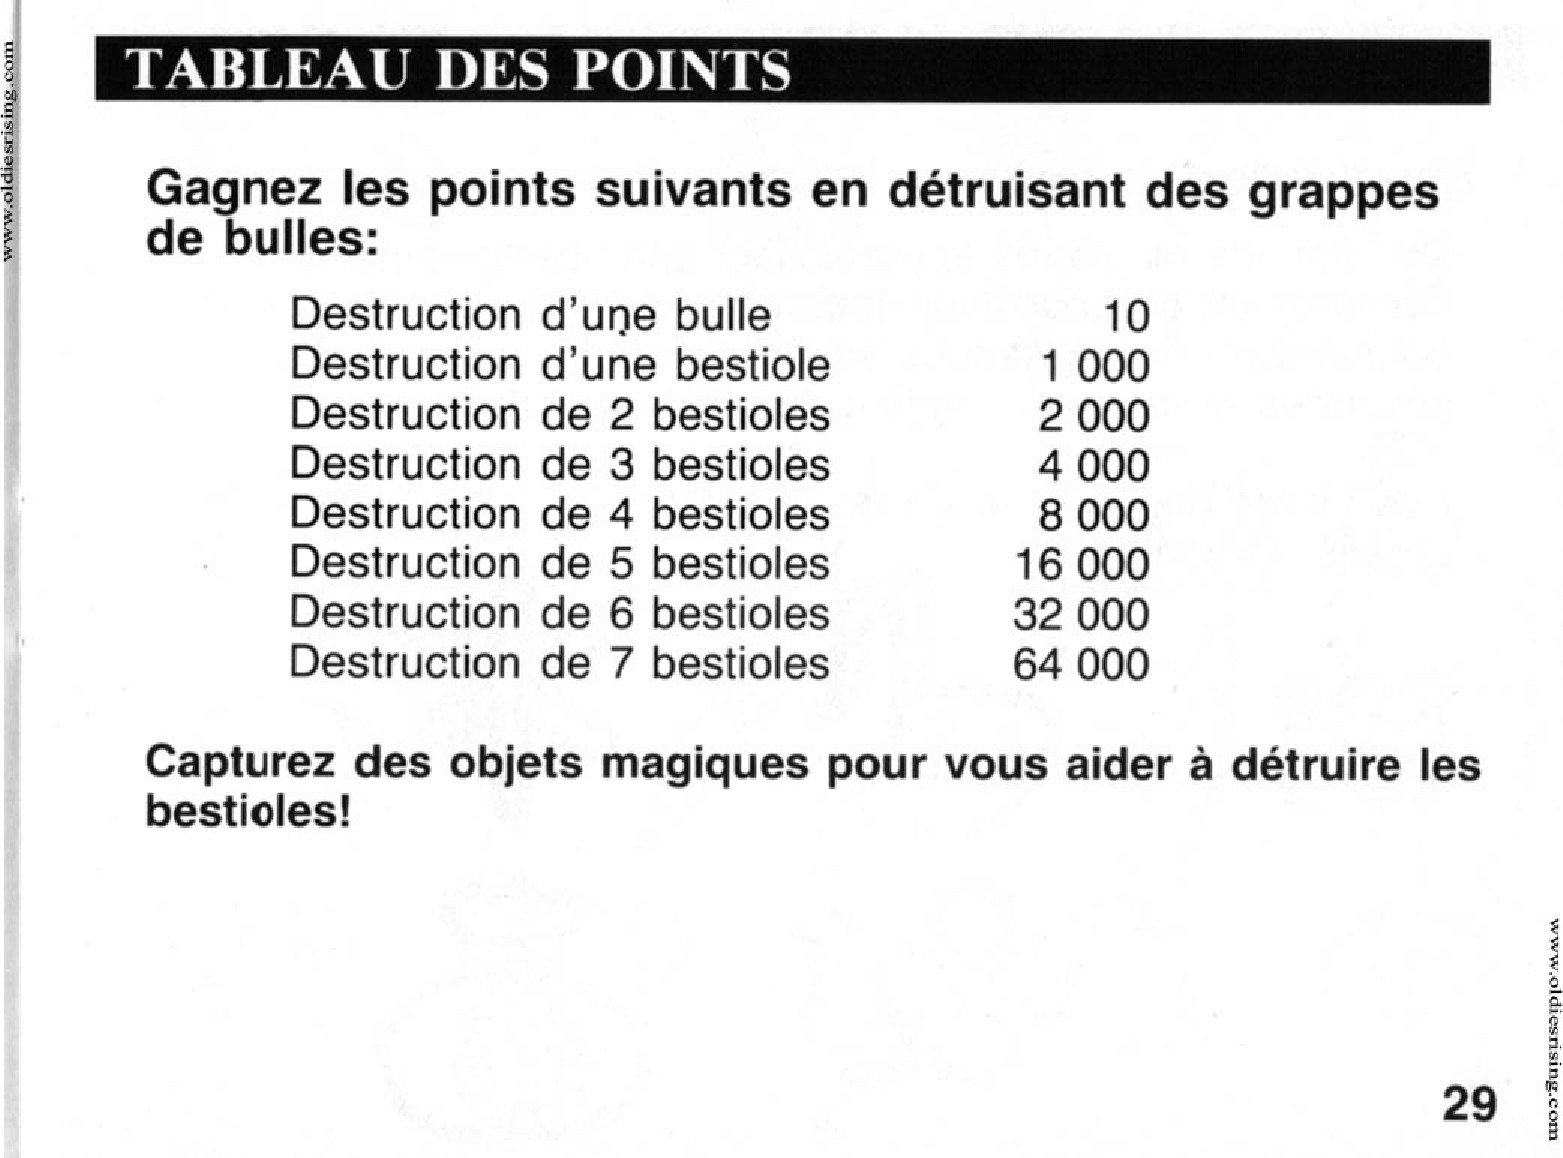 TABLEAU DES POINTS
Gagnez les points suivants en détruisant des grappes
de bulles:
Destruction d'une bulle 10
Destruction d'une bestiole 1 000
Destruction de 2 bestioles 2 000
Destruction de 3 bestioles 4 000
Destruction de 4 bestioles 8 000
Destruction de 5 bestioles 16 000
Destruction de 6 bestioles 32 000
Destruction de 7 bestioles 64 000
Capturez des objets magiques pour vous aider à détruire les
bestioles!
29
www.oldiesrising.com
www.oldiesrising.com